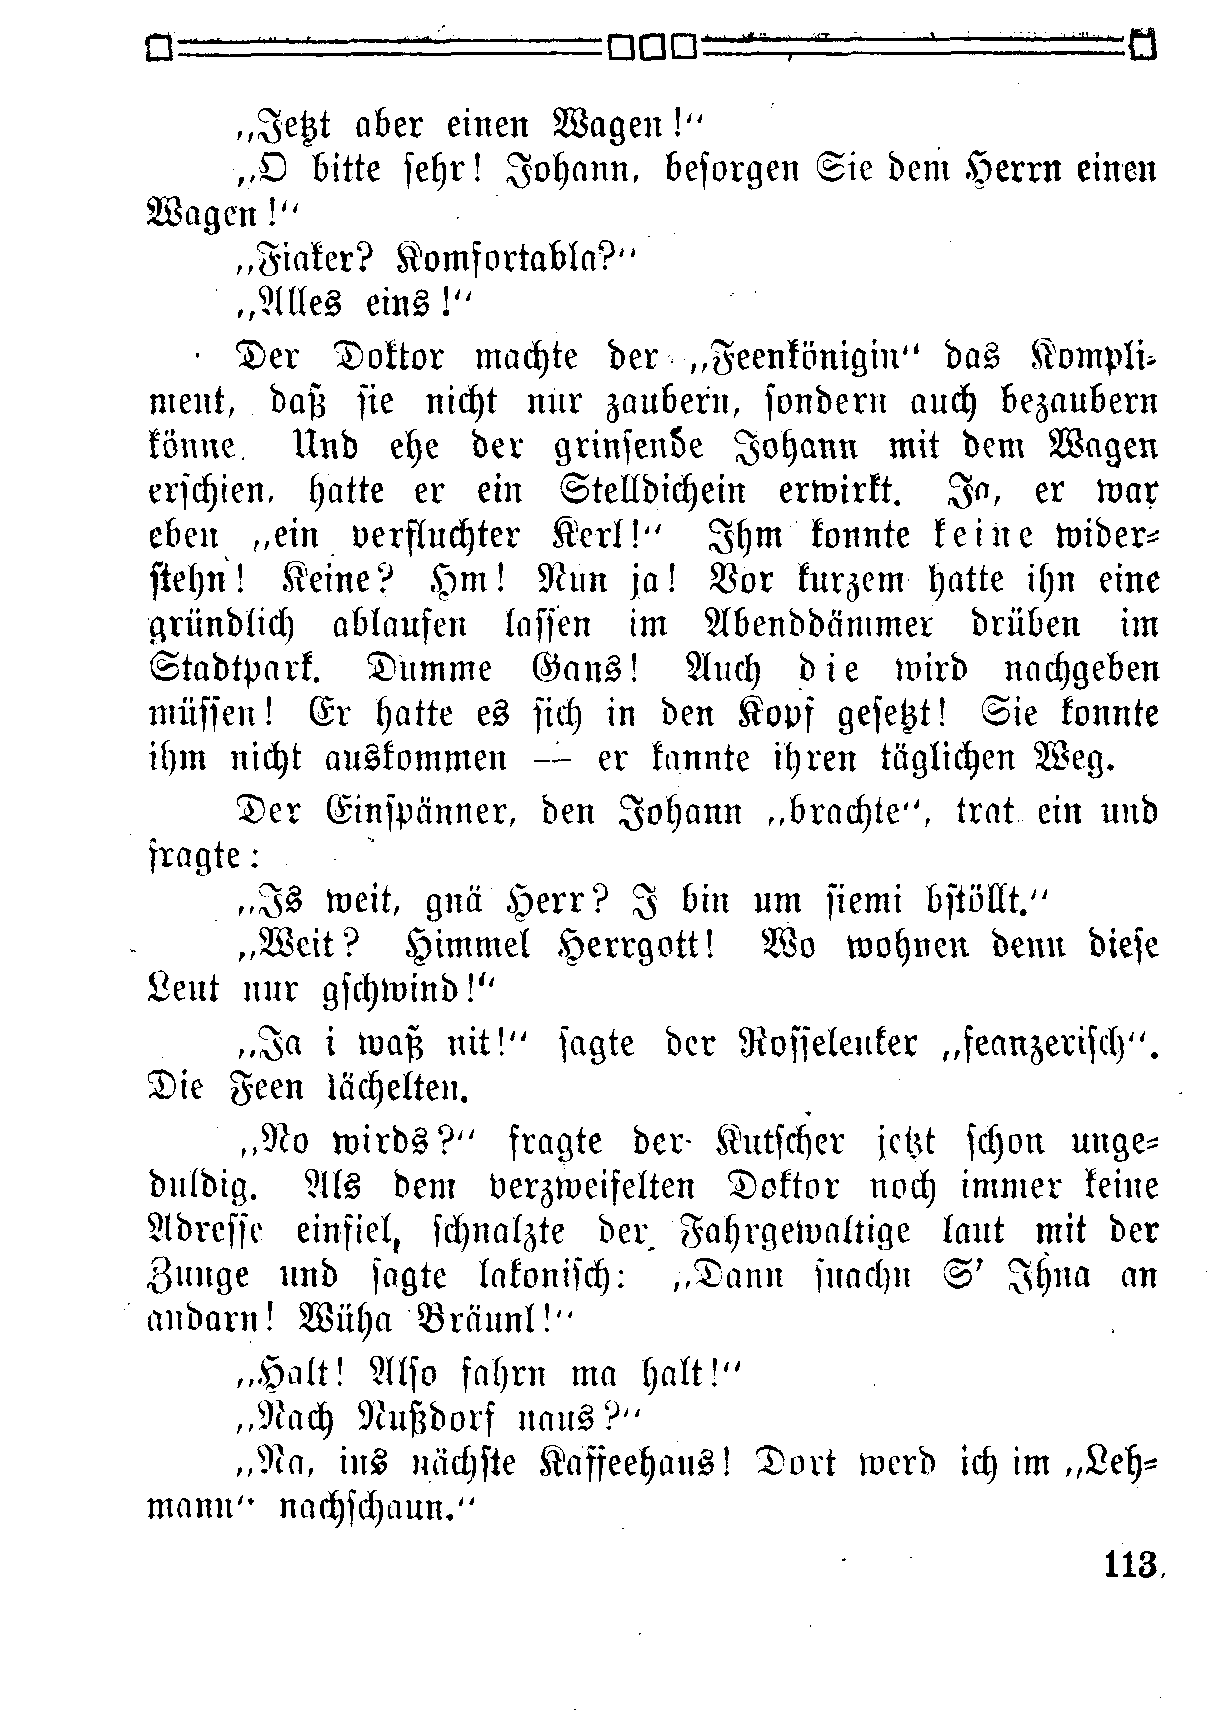 „Jetzt aber einen Wagen!“
„O bitte sehr! Johann, besorgen Sie dem Herrn einen
Wagen!“
„Fiaker? Komfortabla?“
„Alles eins!“
Der Doktor machte der „Feenkönigin“ das Kompli-
ment, daß sie nicht nur zaubern, sondern auch bezaubern
könne. Und ehe der grinsende Johann mit dem Wagen
erschien, hatte er ein Stelldichein erwirkt. Ja, er war
eben „ein verfluchter Kerl!“ Ihm konnte keine wider-
stehn! Keine? Hm! Nun ja! Vor kurzem hatte ihn eine
gründlich ablaufen lassen im Abenddämmer drüben im
Stadtpark. Dumme Gans! Auch die wird nachgeben
müssen! Er hatte es sich in den Kopf gesetzt! Sie konnte
ihm nicht auskommen — er kannte ihren täglichen Weg.
Der Einspänner, den Johann „brachte“, trat ein und
fragte:
„Is weit, gnä Herr? I bin um siemi bstöllt.“
„Weit? Himmel Herrgott! Wo wohnen denn diese
Leut nur gschwind!“
„Ja i waß nit!“ sagte der Rosselenker „feanzerisch“.
Die Feen lächelten.
„No wirds?“ fragte der Kutscher jetzt schon unge-
duldig. Als dem verzweifelten Doktor noch immer keine
Adresse einfiel, schnalzte der Fahrgewaltige laut mit der
Zunge und sagte lakonisch: „Dann suachn S' Ihna an
andarn! Wüha Bräunl!“
„Halt! Also fahrn ma halt!“
„Nach Nußdorf naus?“
„Na, ins nächste Kaffeehaus! Dort werd ich im „Leh-
mann“ nachschaun.“
113